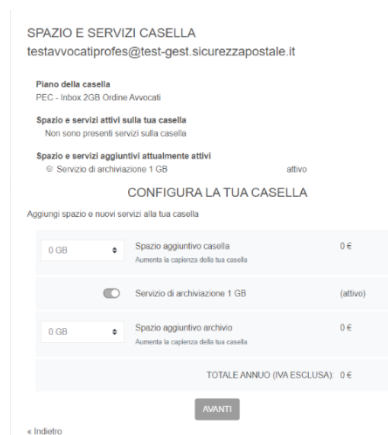 SPAZIO E SERVIZI CASELLA
testavvocatiprofes@test-gest.sicurezzapostale.it
Piano della casella
PEC - Inbox 2GB Ordine Avvocati
Spazio e servizi attivi sulla tua casella
Non sono presenti servizi sulla casella
Spazio e servizi aggiuntivi attualmente attivi
Servizio di archiviazione 1 GB attivo
CONFIGURA LA TUA CASELLA
Aggiungi spazio e nuovi servizi alla tua casella
0 GB Spazio aggiuntivo casella 0 €
Aumenta la capienza della tua casella
Servizio di archiviazione 1 GB (attivo)
0 GB Spazio aggiuntivo archivio 0 €
Aumenta la capienza della tua casella
TOTALE ANNUO (IVA ESCLUSA): 0 €
AVANTI
« Indietro